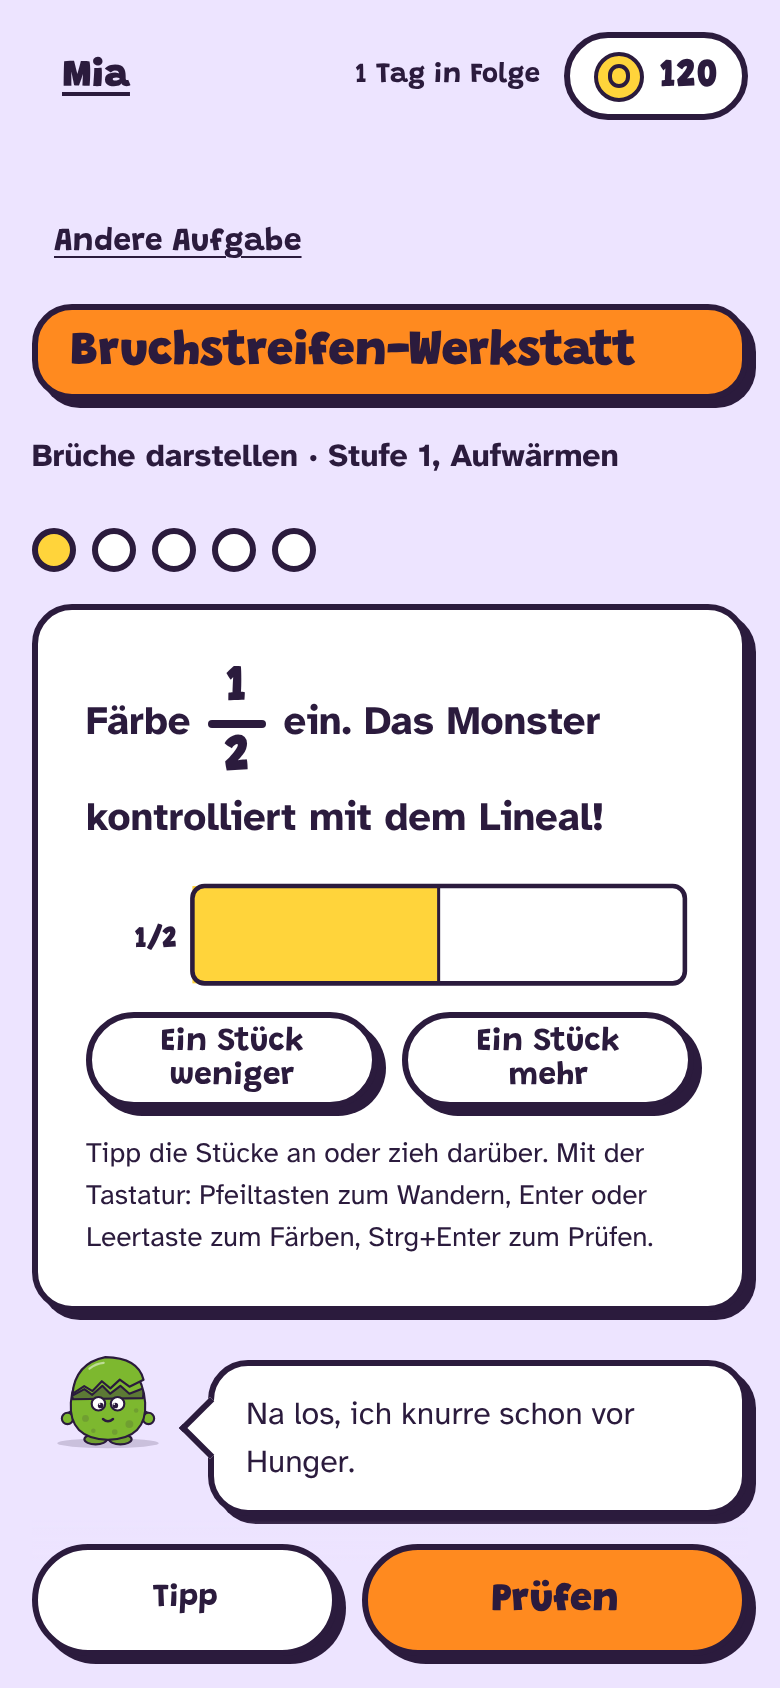 Mia
1 Tag in Folge
120
Andere Aufgabe
Bruchstreifen-Werkstatt
Brüche darstellen · Stufe 1, Aufwärmen
Färbe 1/2 ein. Das Monster
kontrolliert mit dem Lineal!
1/2
Ein Stück
weniger
Ein Stück
mehr
Tipp die Stücke an oder zieh darüber. Mit der
Tastatur: Pfeiltasten zum Wandern, Enter oder
Leertaste zum Färben, Strg+Enter zum Prüfen.
Na los, ich knurre schon vor
Hunger.
Tipp
Prüfen